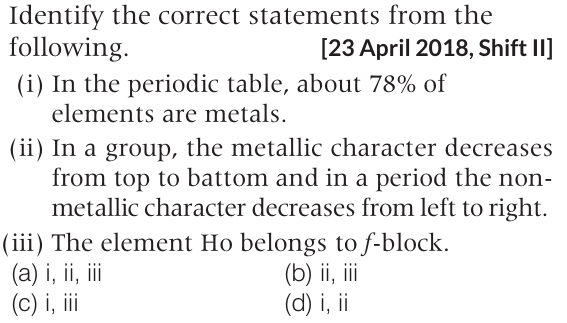 Identify the correct statements from the
following. [23 April 2018, Shift II]
(i) In the periodic table, about 78% of
elements are metals.
(ii) In a group, the metallic character decreases
from top to battom and in a period the non-
metallic character decreases from left to right.
(iii) The element Ho belongs to f-block.
(a) i, ii, iii (b) ii, iii
(c) i, iii (d) i, ii